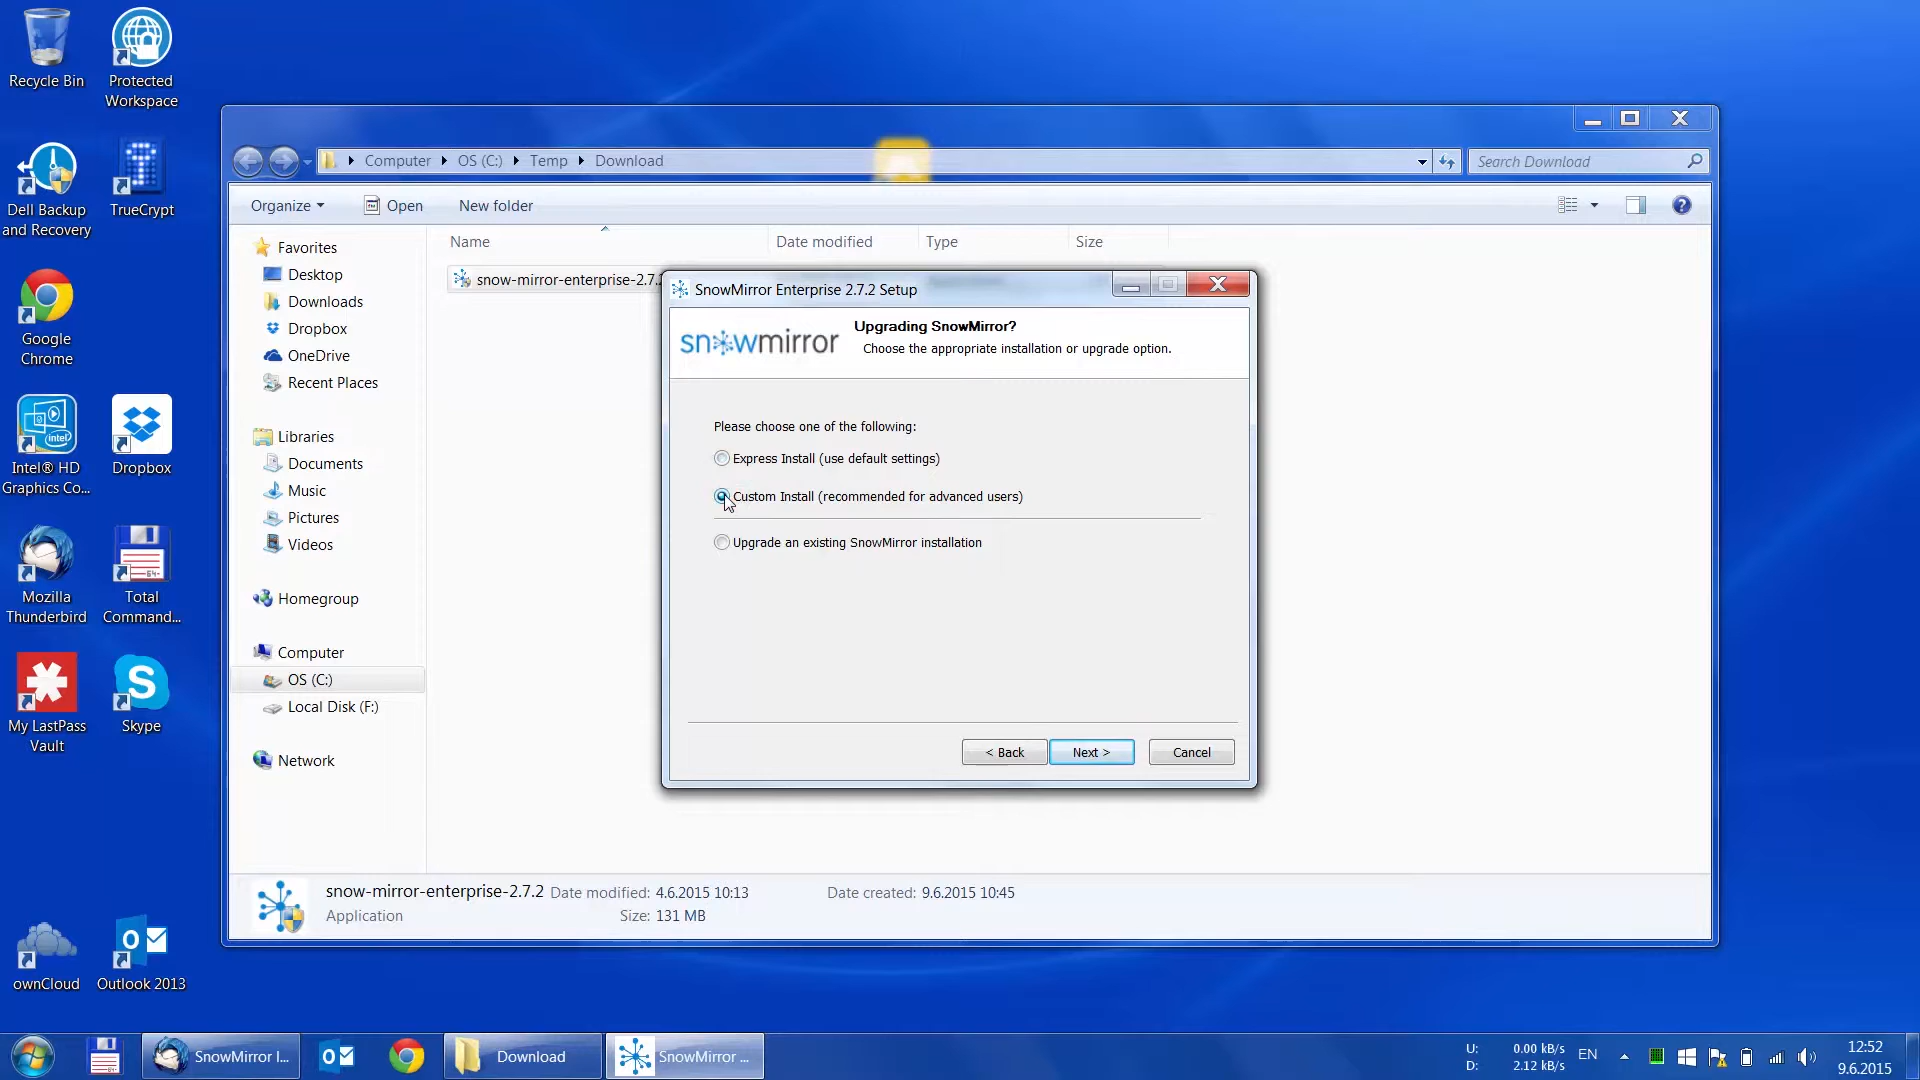 Recycle Bin
Protected
Workspace
Dell Backup
and Recovery
TrueCrypt
Google
Chrome
Intel® HD
Graphics Co...
Dropbox
Mozilla
Thunderbird
Total
Command...
My LastPass
Vault
Skype
ownCloud
Outlook 2013
Computer
OS (C:)
Temp
Download
Search Download
Organize
Open
New folder
Name
Date modified
Type
Size
Favorites
Desktop
Downloads
Dropbox
OneDrive
Recent Places
Libraries
Documents
Music
Pictures
Videos
Homegroup
Computer
OS (C:)
Local Disk (F:)
Network
snow-mirror-enterprise-2.7.2
SnowMirror Enterprise 2.7.2 Setup
snowmirror
Upgrading SnowMirror?
Choose the appropriate installation or upgrade option.
Please choose one of the following:
Express Install (use default settings)
Custom Install (recommended for advanced users)
Upgrade an existing SnowMirror installation
< Back
Next >
Cancel
snow-mirror-enterprise-2.7.2 Date modified: 4.6.2015 10:13 Date created: 9.6.2015 10:45
Application Size: 131 MB
SnowMirror I...
Download
SnowMirror ...
U: 0.00 kB/s
D: 2.12 kB/s
EN
12:52
9.6.2015